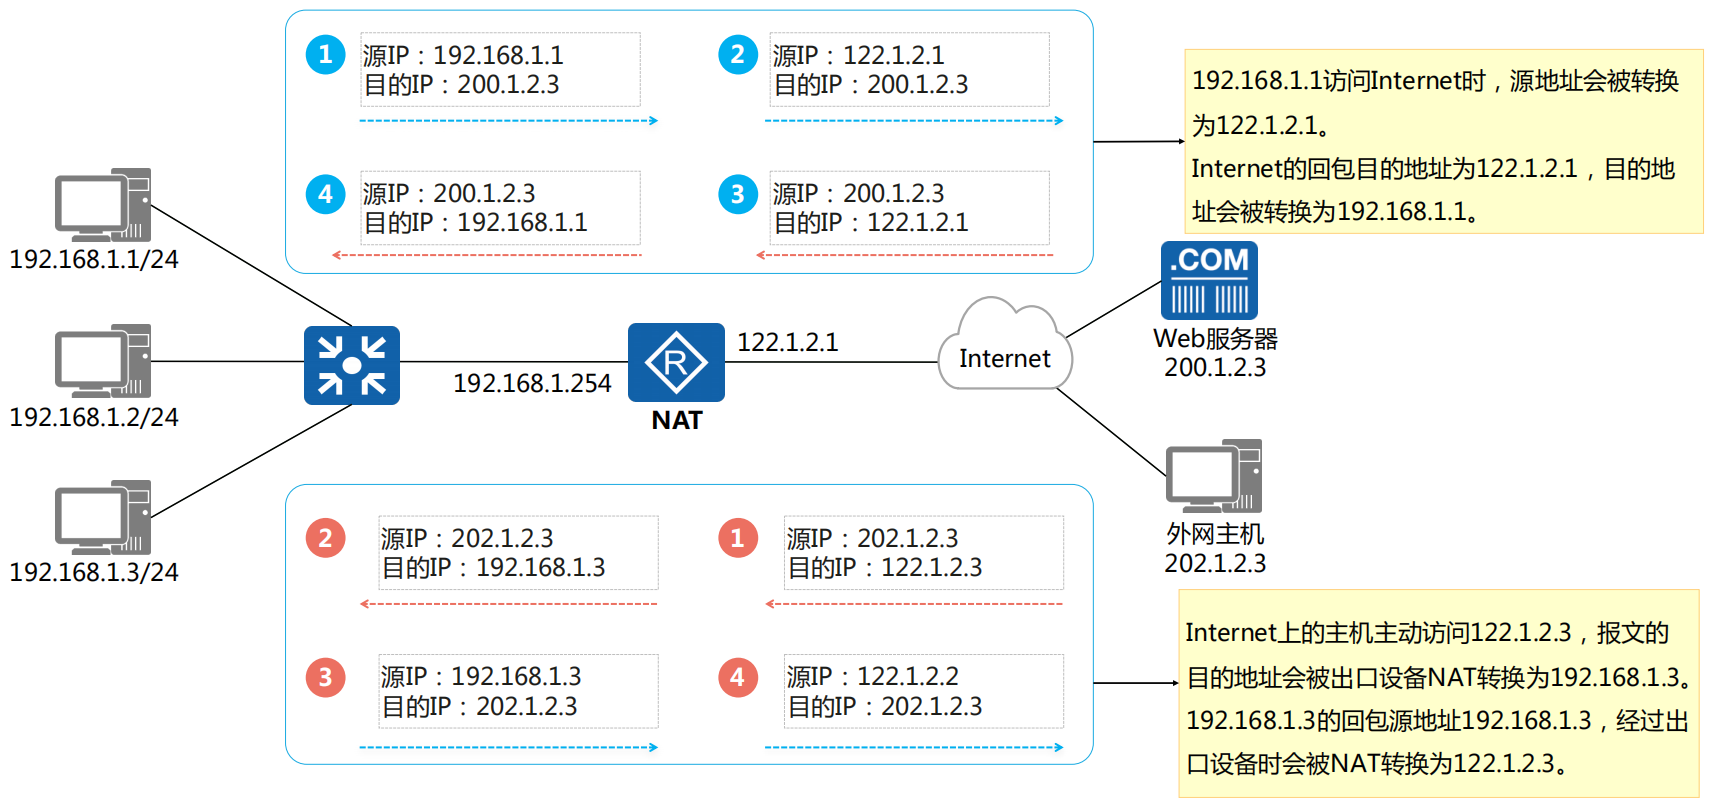 1
源IP：192.168.1.1
目的IP：200.1.2.3
2
源IP：122.1.2.1
目的IP：200.1.2.3
4
源IP：200.1.2.3
目的IP：192.168.1.1
3
源IP：200.1.2.3
目的IP：122.1.2.1
192.168.1.1访问Internet时，源地址会被转换
为122.1.2.1。
Internet的回包目的地址为122.1.2.1，目的地
址会被转换为192.168.1.1。
192.168.1.1/24
192.168.1.2/24
192.168.1.3/24
192.168.1.254
R
NAT
122.1.2.1
Internet
.COM
Web服务器
200.1.2.3
外网主机
202.1.2.3
2
源IP：202.1.2.3
目的IP：192.168.1.3
1
源IP：202.1.2.3
目的IP：122.1.2.3
3
源IP：192.168.1.3
目的IP：202.1.2.3
4
源IP：122.1.2.2
目的IP：202.1.2.3
Internet上的主机主动访问122.1.2.3，报文的
目的地址会被出口设备NAT转换为192.168.1.3。
192.168.1.3的回包源地址192.168.1.3，经过出
口设备时会被NAT转换为122.1.2.3。